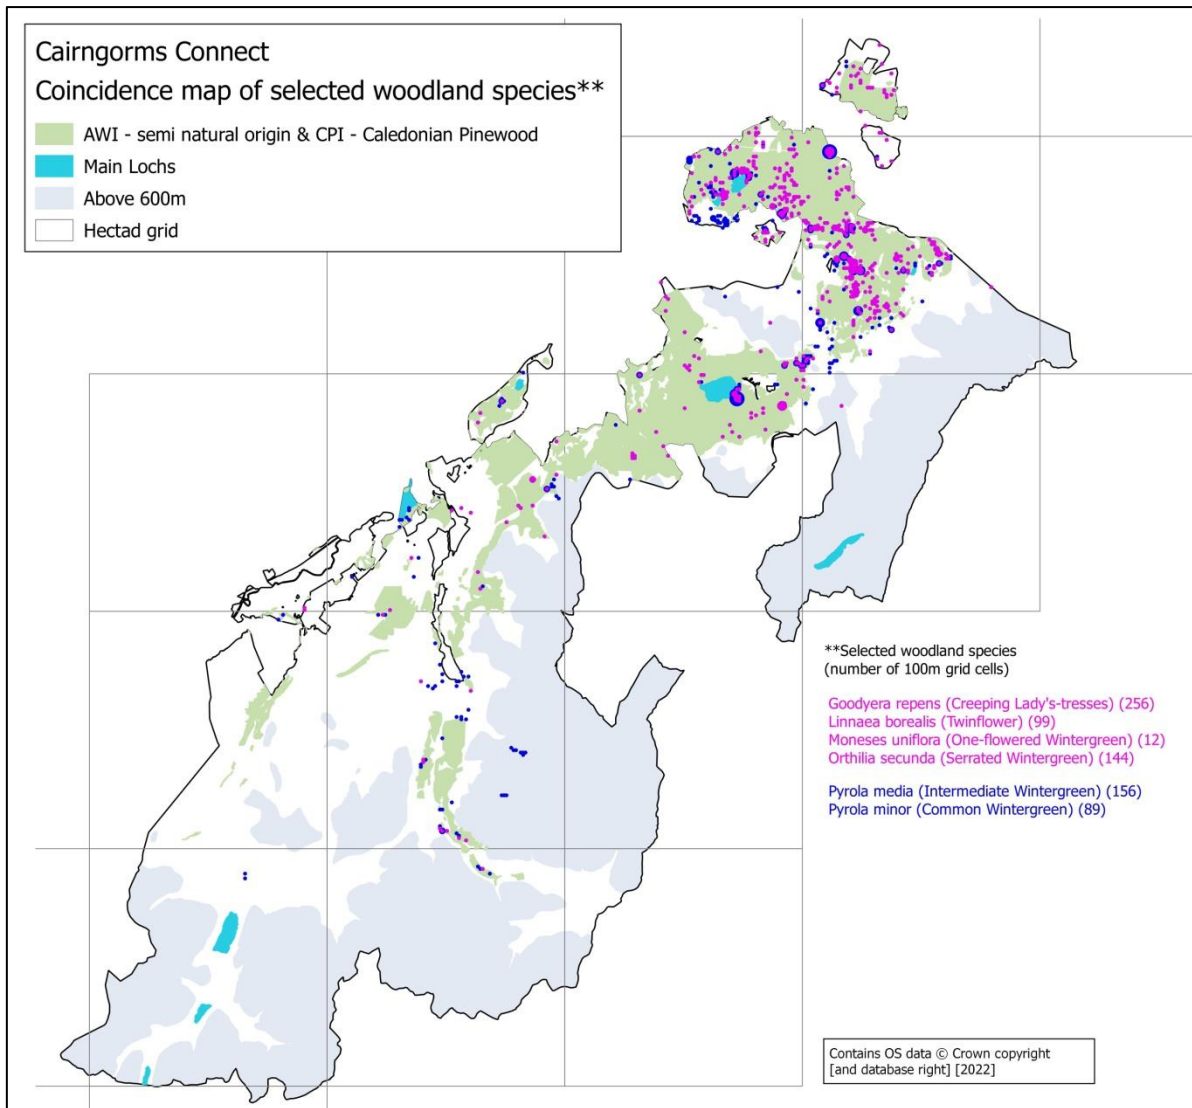 Cairngorms Connect
Coincidence map of selected woodland species**
AWI - semi natural origin & CPI - Caledonian Pinewood
Main Lochs
Above 600m
Hectad grid
**Selected woodland species
(number of 100m grid cells)
Goodyera repens (Creeping Lady's-tresses) (256)
Linnaea borealis (Twinflower) (99)
Moneses uniflora (One-flowered Wintergreen) (12)
Orthilia secunda (Serrated Wintergreen) (144)
Pyrola media (Intermediate Wintergreen) (156)
Pyrola minor (Common Wintergreen) (89)
Contains OS data © Crown copyright
[and database right] [2022]